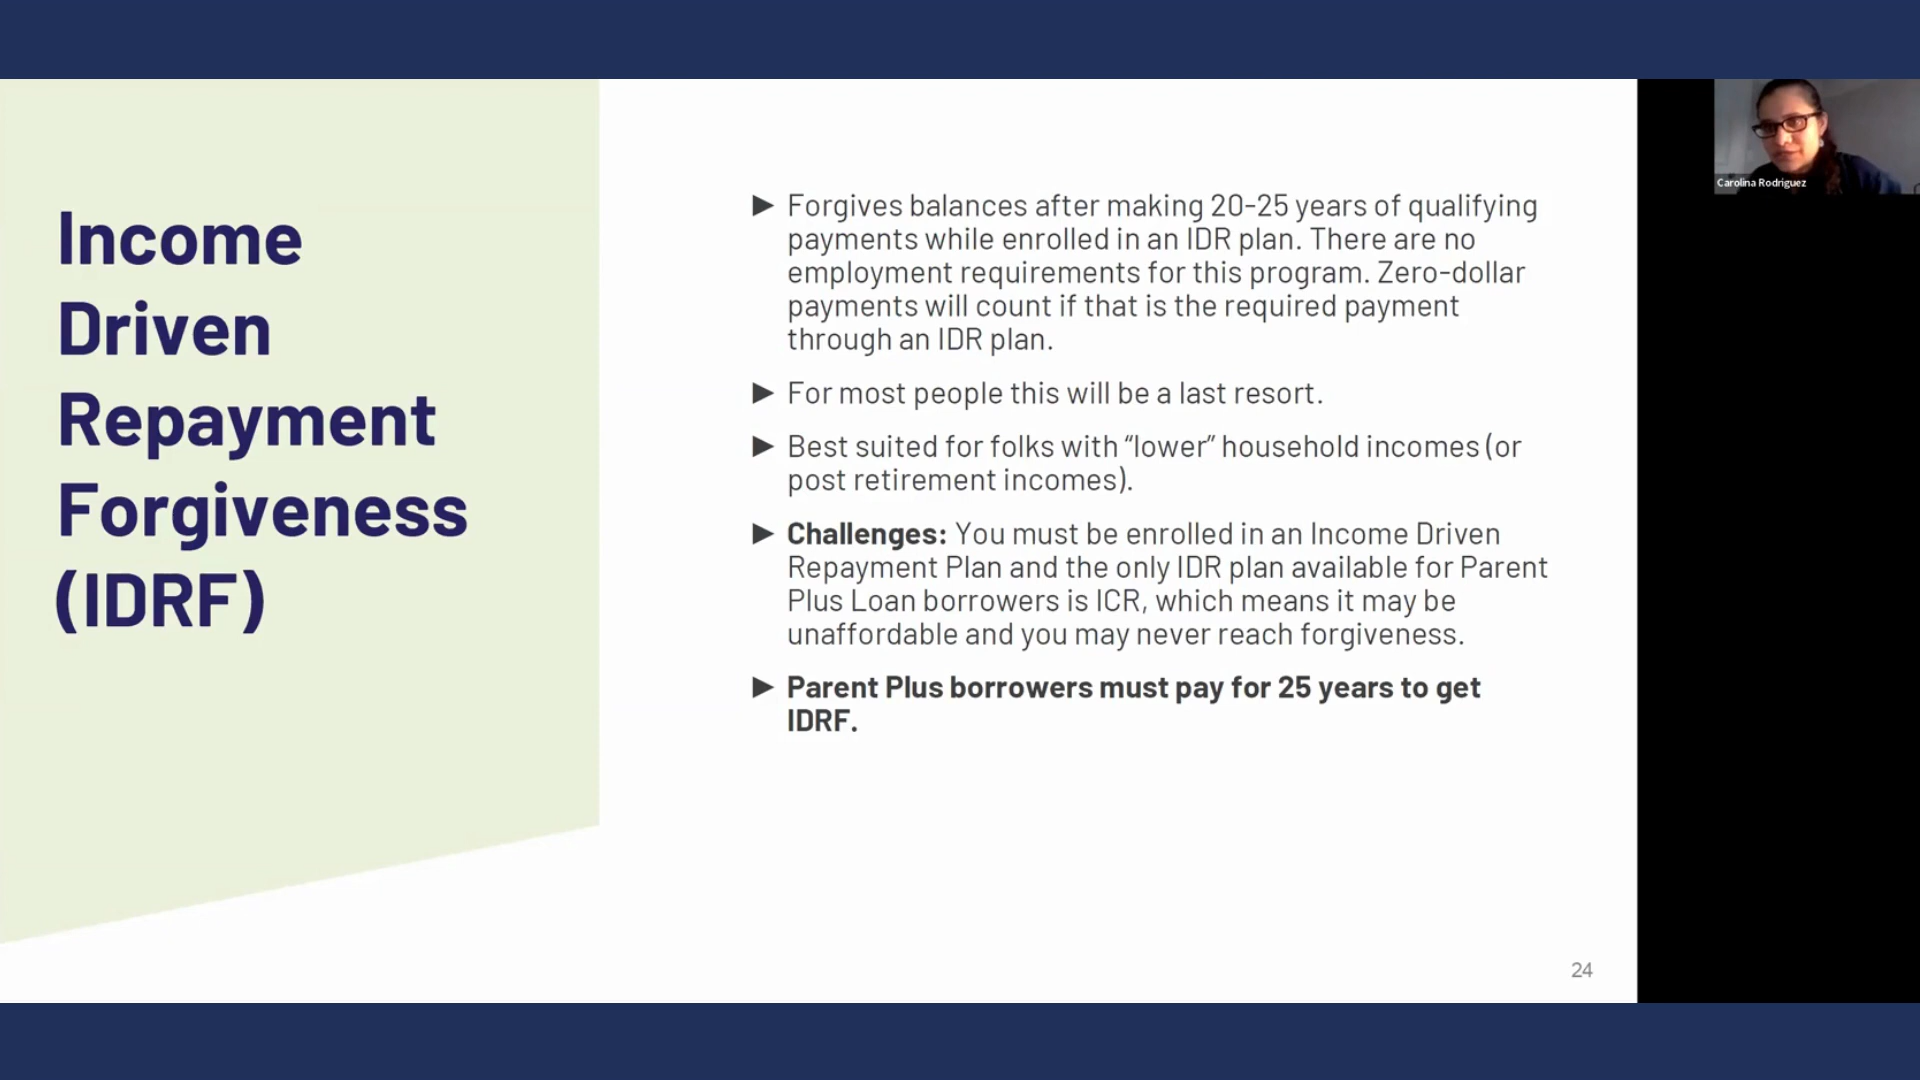 Income
Driven
Repayment
Forgiveness
(IDRF)
► Forgives balances after making 20-25 years of qualifying
payments while enrolled in an IDR plan. There are no
employment requirements for this program. Zero-dollar
payments will count if that is the required payment
through an IDR plan.
► For most people this will be a last resort.
► Best suited for folks with “lower” household incomes (or
post retirement incomes).
► Challenges: You must be enrolled in an Income Driven
Repayment Plan and the only IDR plan available for Parent
Plus Loan borrowers is ICR, which means it may be
unaffordable and you may never reach forgiveness.
► Parent Plus borrowers must pay for 25 years to get
IDRF.
24
Carolina Rodriguez